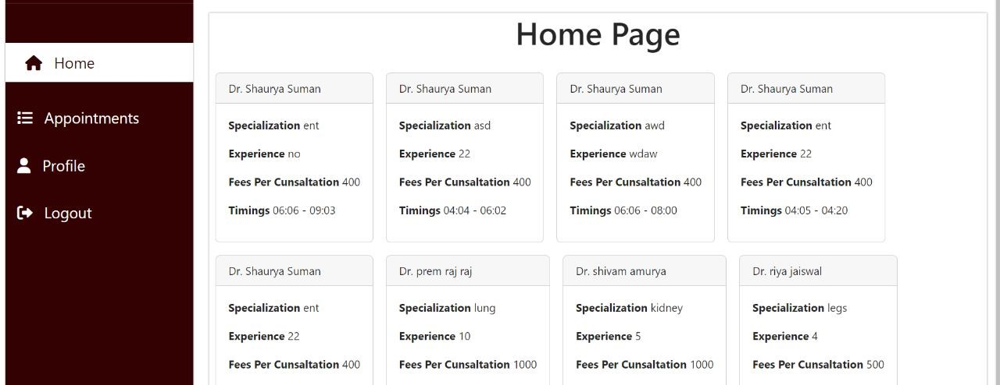 Home
Appointments
Profile
Logout
Home Page
Dr. Shaurya Suman
Specialization ent
Experience no
Fees Per Cunsaltation 400
Timings 06:06 - 09:03
Dr. Shaurya Suman
Specialization asd
Experience 22
Fees Per Cunsaltation 400
Timings 04:04 - 06:02
Dr. Shaurya Suman
Specialization awd
Experience wdaw
Fees Per Cunsaltation 400
Timings 06:06 - 08:00
Dr. Shaurya Suman
Specialization ent
Experience 22
Fees Per Cunsaltation 400
Timings 04:05 - 04:20
Dr. Shaurya Suman
Specialization ent
Experience 22
Fees Per Cunsaltation 400
Dr. prem raj raj
Specialization lung
Experience 10
Fees Per Cunsaltation 1000
Dr. shivam amurya
Specialization kidney
Experience 5
Fees Per Cunsaltation 1000
Dr. riya jaiswal
Specialization legs
Experience 4
Fees Per Cunsaltation 500